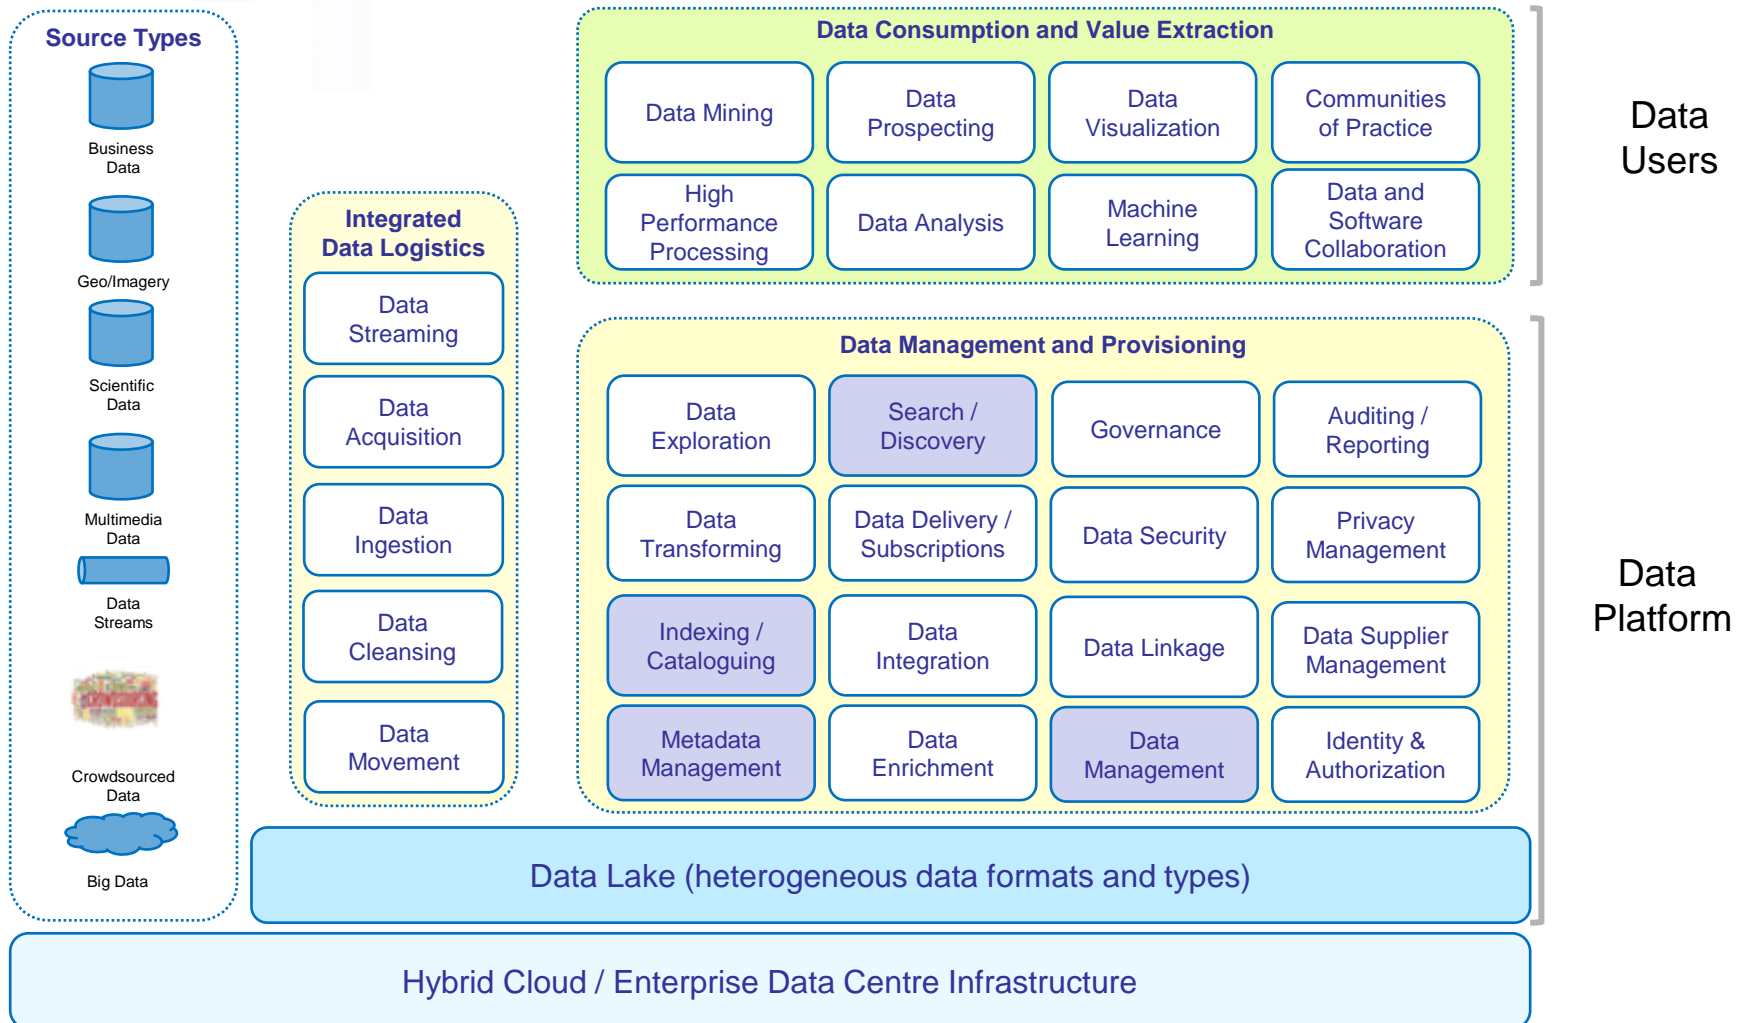 Source Types
Business
Data
Geo/Imagery
Scientific
Data
Multimedia
Data
Data
Streams
CROWDSOURCING
Crowdsourced
Data
Big Data
Integrated
Data Logistics
Data
Streaming
Data
Acquisition
Data
Ingestion
Data
Cleansing
Data
Movement
Data Consumption and Value Extraction
Data Mining
Data
Prospecting
Data
Visualization
Communities
of Practice
High
Performance
Processing
Data Analysis
Machine
Learning
Data and
Software
Collaboration
Data
Users
Data Management and Provisioning
Data
Exploration
Search /
Discovery
Governance
Auditing /
Reporting
Data
Transforming
Data Delivery /
Subscriptions
Data Security
Privacy
Management
Indexing /
Cataloguing
Data
Integration
Data Linkage
Data Supplier
Management
Metadata
Management
Data
Enrichment
Data
Management
Identity &
Authorization
Data
Platform
Data Lake (heterogeneous data formats and types)
Hybrid Cloud / Enterprise Data Centre Infrastructure